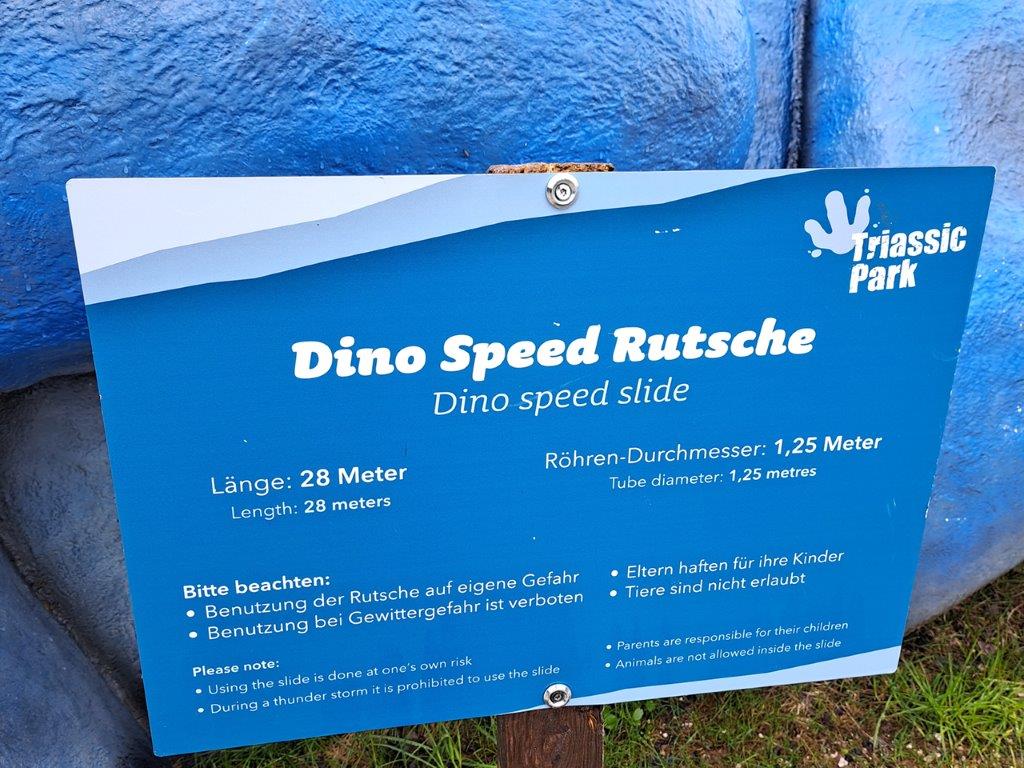 Triassic
Park
Dino Speed Rutsche
Dino speed slide
Länge: 28 Meter
Length: 28 meters
Röhren-Durchmesser: 1,25 Meter
Tube diameter: 1,25 metres
Bitte beachten:
• Benutzung der Rutsche auf eigene Gefahr
• Benutzung bei Gewittergefahr ist verboten
• Eltern haften für ihre Kinder
• Tiere sind nicht erlaubt
Please note:
• Using the slide is done at one's own risk
• During a thunder storm it is prohibited to use the slide
• Parents are responsible for their children
• Animals are not allowed inside the slide